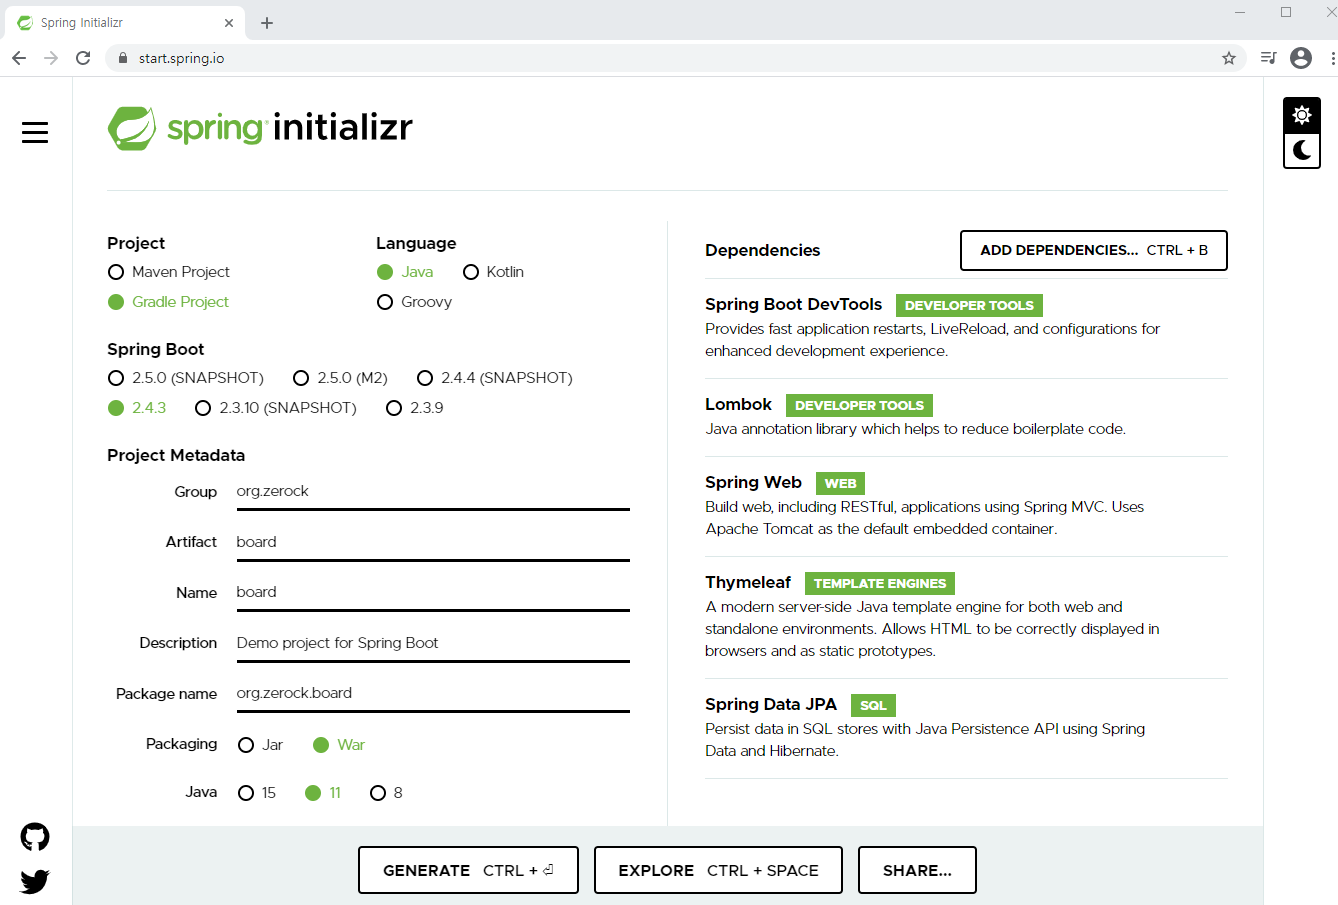 Spring Initializr
start.spring.io
spring initializr
Project
Maven Project
Gradle Project
Language
Java Kotlin
Groovy
Spring Boot
2.5.0 (SNAPSHOT) 2.5.0 (M2) 2.4.4 (SNAPSHOT)
2.4.3 2.3.10 (SNAPSHOT) 2.3.9
Project Metadata
Group org.zerock
Artifact board
Name board
Description Demo project for Spring Boot
Package name org.zerock.board
Packaging Jar War
Java 15 11 8
Dependencies ADD DEPENDENCIES... CTRL + B
Spring Boot DevTools DEVELOPER TOOLS
Provides fast application restarts, LiveReload, and configurations for
enhanced development experience.
Lombok DEVELOPER TOOLS
Java annotation library which helps to reduce boilerplate code.
Spring Web WEB
Build web, including RESTful, applications using Spring MVC. Uses
Apache Tomcat as the default embedded container.
Thymeleaf TEMPLATE ENGINES
A modern server-side Java template engine for both web and
standalone environments. Allows HTML to be correctly displayed in
browsers and as static prototypes.
Spring Data JPA SQL
Persist data in SQL stores with Java Persistence API using Spring
Data and Hibernate.
GENERATE CTRL + ⏎ EXPLORE CTRL + SPACE SHARE...